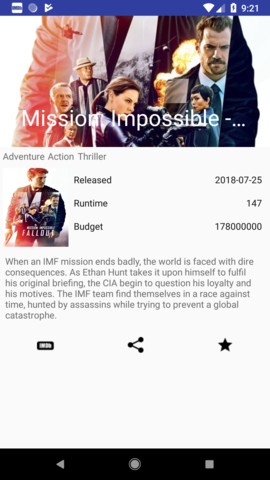 9:21
Mission: Impossible -...
Adventure Action Thriller
Released 2018-07-25
Runtime 147
Budget 178000000
FALLOUT
When an IMF mission ends badly, the world is faced with dire
consequences. As Ethan Hunt takes it upon himself to fulfil
his original briefing, the CIA begin to question his loyalty and
his motives. The IMF team find themselves in a race against
time, hunted by assassins while trying to prevent a global
catastrophe.
IMDb